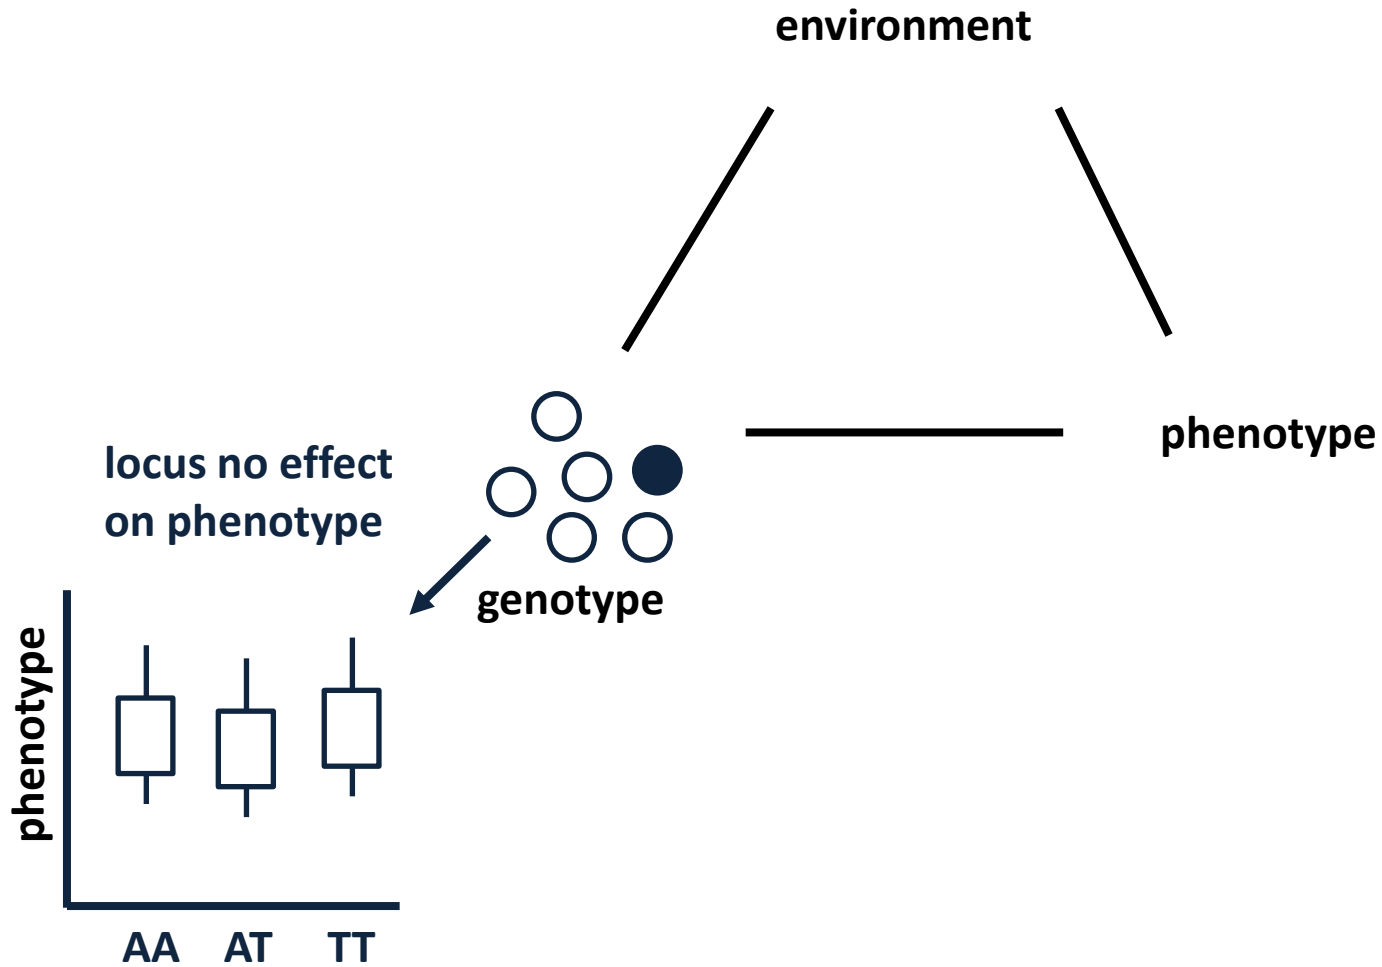 environment
phenotype
locus no effect
on phenotype
genotype
phenotype
AA AT TT